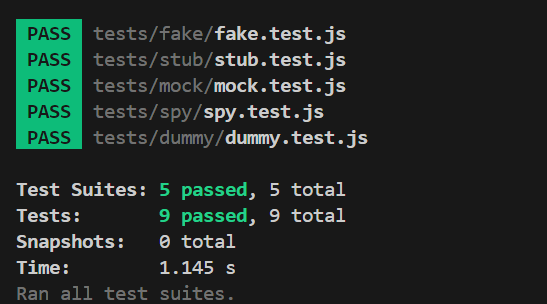 PASS tests/fake/fake.test.js
PASS tests/stub/stub.test.js
PASS tests/mock/mock.test.js
PASS tests/spy/spy.test.js
PASS tests/dummy/dummy.test.js
Test Suites: 5 passed, 5 total
Tests: 9 passed, 9 total
Snapshots: 0 total
Time: 1.145 s
Ran all test suites.